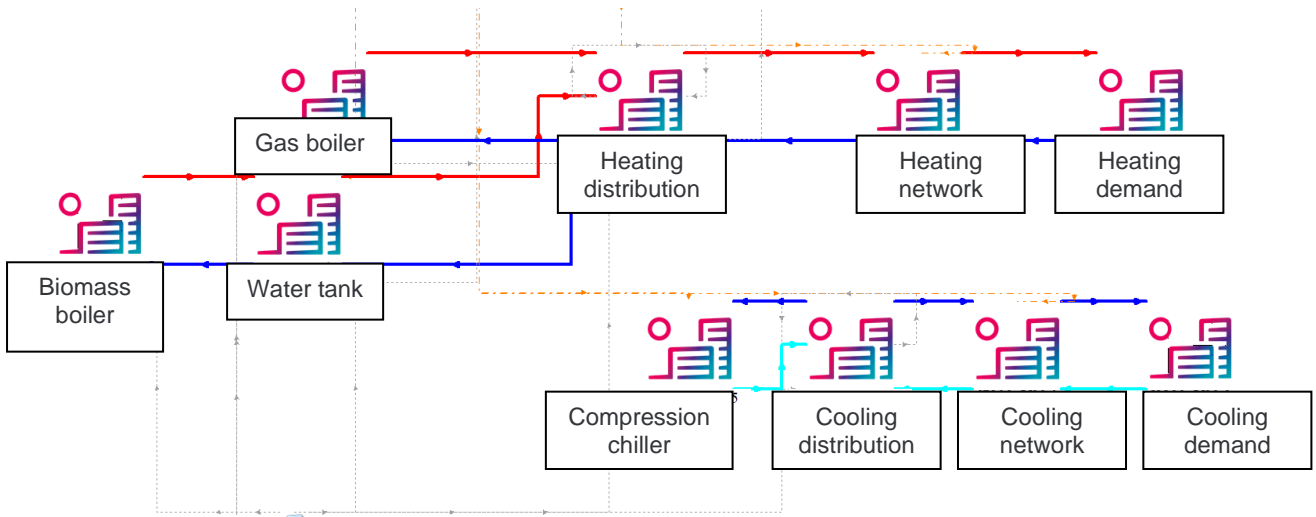 Gas boiler
Heating
distribution
Heating
network
Heating
demand
Biomass
boiler
Water tank
Compression
chiller
5
Cooling
distribution
Cooling
network
Cooling
demand